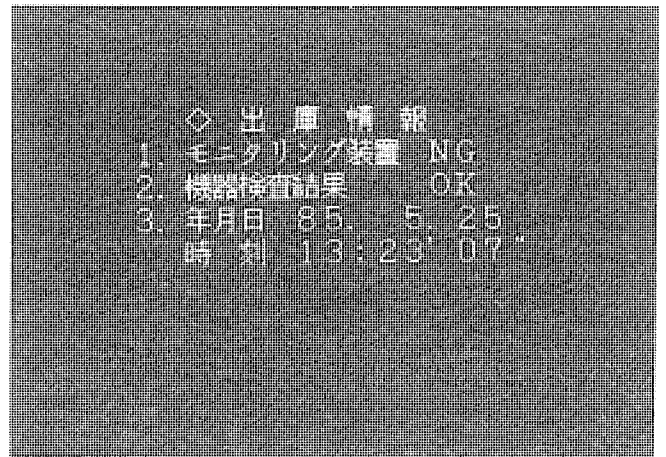 ◇ 出 庫 情 報
1. モニタリング装置 NG
2. 機器検査結果 OK
3. 年月日 85. 5. 25
時 刻 13:23'07"